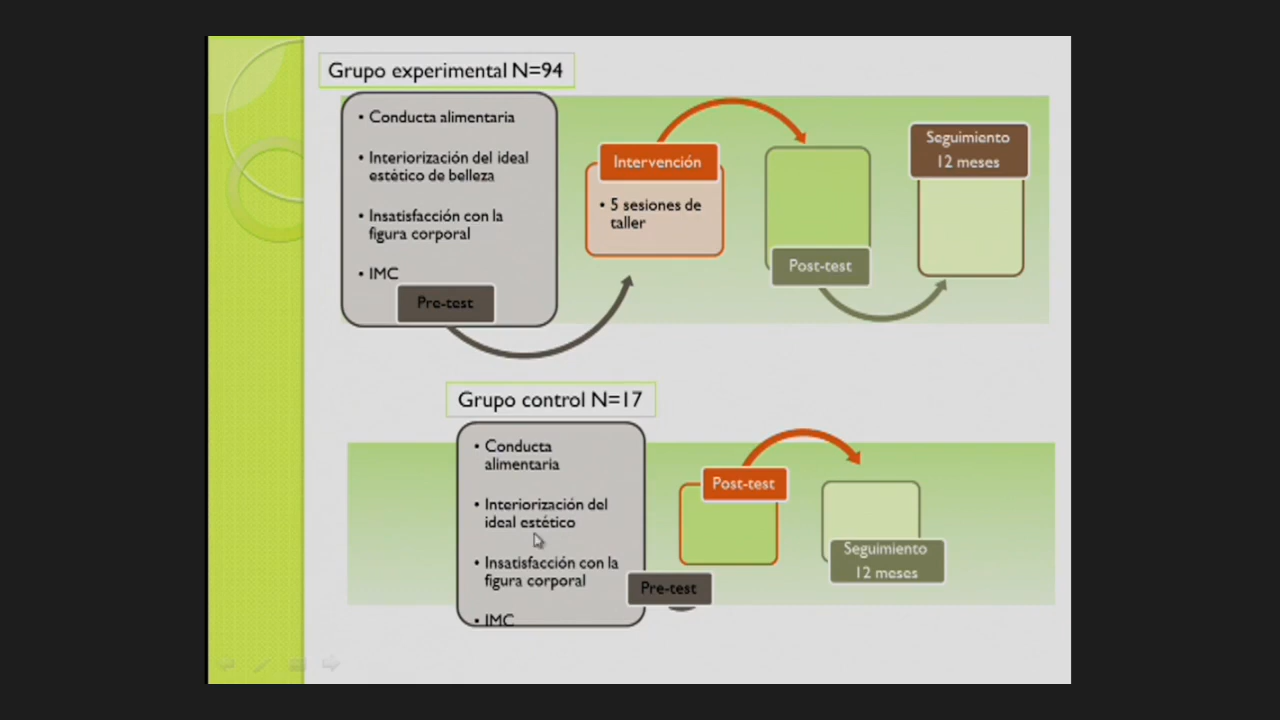 Grupo experimental N=94
• Conducta alimentaria
• Interiorización del ideal
estético de belleza
• Insatisfacción con la
figura corporal
• IMC
Pre-test
Intervención
• 5 sesiones de
taller
Post-test
Seguimiento
12 meses
Grupo control N=17
• Conducta
alimentaria
• Interiorización del
ideal estético
• Insatisfacción con la
figura corporal
• IMC
Pre-test
Post-test
Seguimiento
12 meses